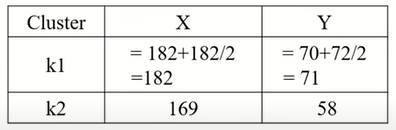 Cluster X Y
k1 = 182+182/2 = 70+72/2
=182 = 71
k2 169 58